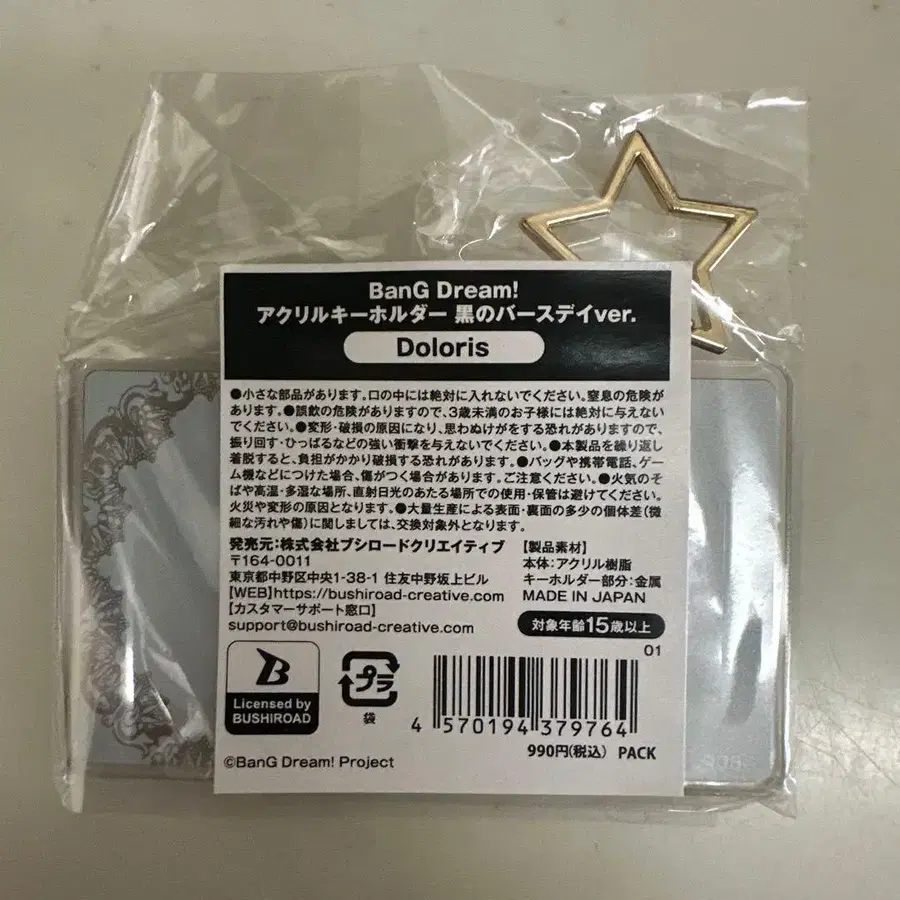 BanG Dream!
アクリルキーホルダー 黒のバースデイver.
Doloris
●小さな部品があります。口の中には絶対に入れないでください。窒息の危険が
あります。●誤飲の危険がありますので、3歳未満のお子様には絶対に与えない
でください。●変形・破損の原因になり、思わぬけがをする恐れがありますので、
振り回す・ひっぱるなどの強い衝撃を与えないでください。●本製品を繰り返し
着脱すると、負担がかかり破損する恐れがあります。●バッグや携帯電話、ゲー
ム機などにつけた場合、傷がつく場合があります。ご注意ください。●火気のそ
ばや高温・多湿な場所、直射日光のあたる場所での使用・保管は避けてください。
火災や変形の原因となります。●大量生産による表面・裏面の多少の個体差(微
細な汚れや傷)に関しましては、交換対象外となります。
発売元:株式会社ブシロードクリエイティブ
〒164-0011
東京都中野区中央1-38-1 住友中野坂上ビル
【WEB】https://bushiroad-creative.com
【カスタマーサポート窓口】
support@bushiroad-creative.com
【製品素材】
本体:アクリル樹脂
キーホルダー部分:金属
MADE IN JAPAN
対象年齢15歳以上
01
B
Licensed by
BUSHIROAD
プラ
袋
4 570194 379764
990円(税込) PACK
©BanG Dream! Project